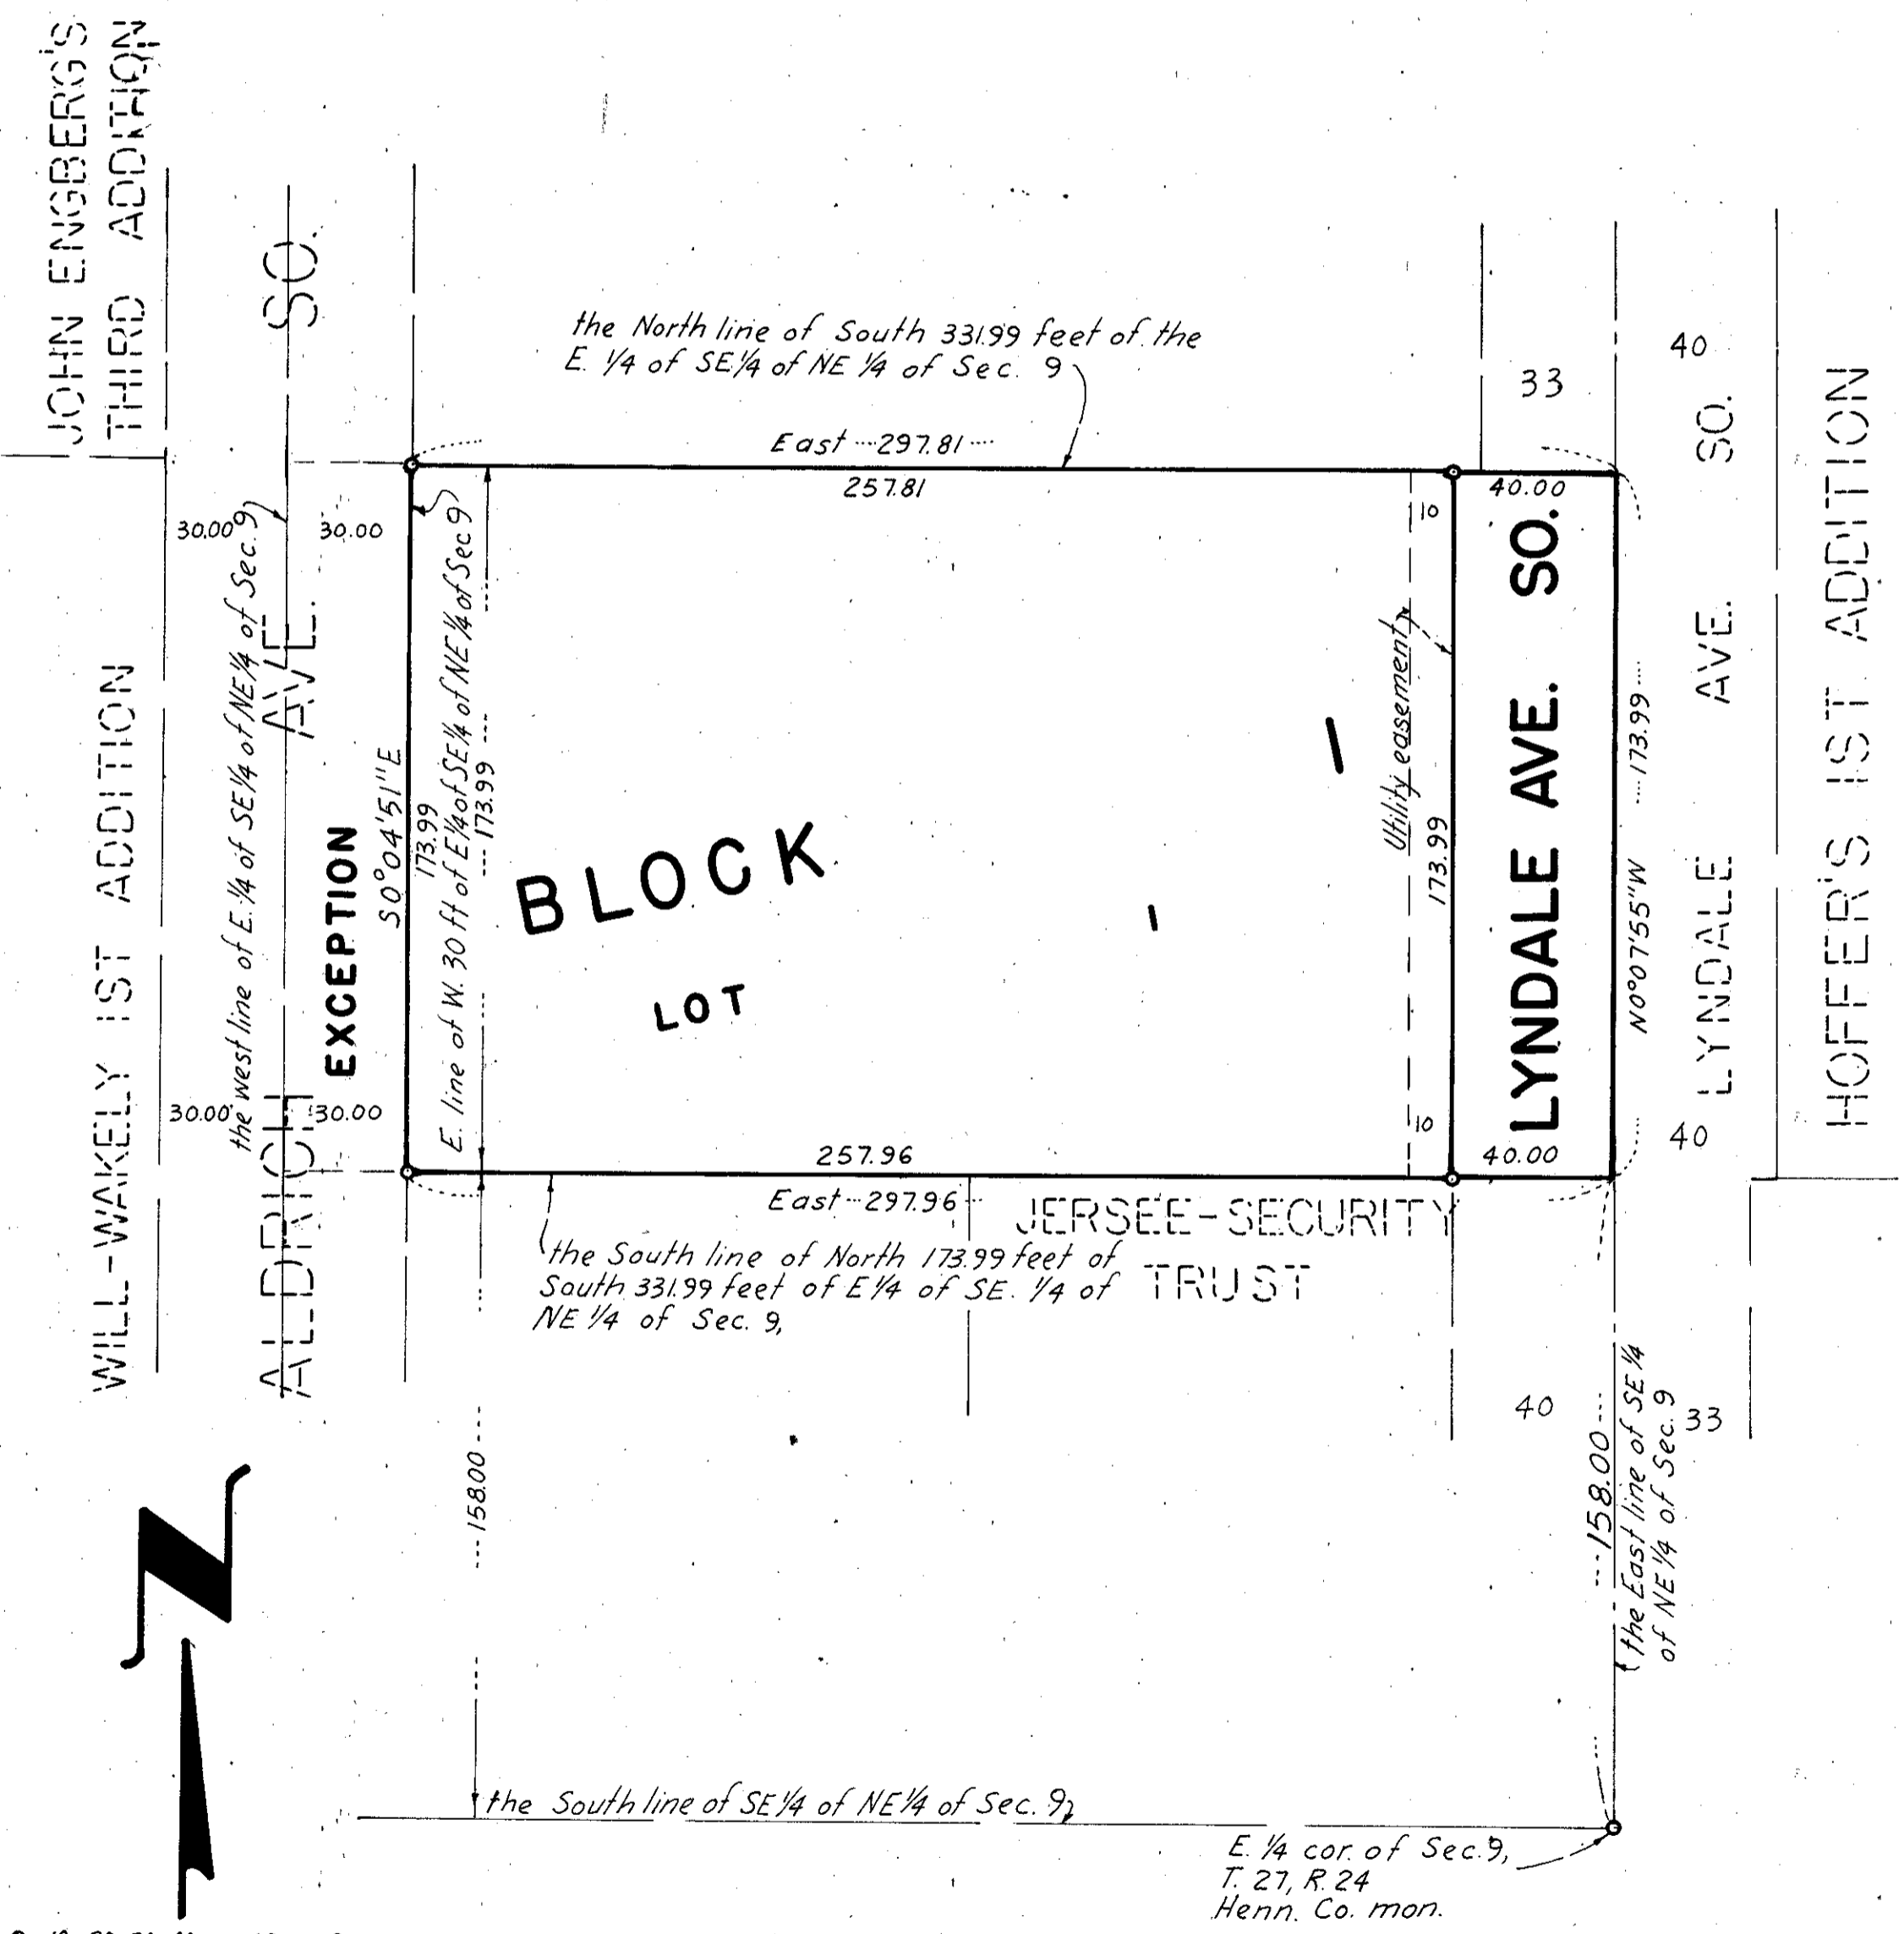 JOHN ENGBERG'S
THIRD ADDITION
SO.
the North line of South 331.99 feet of the
E. 1/4 of SE 1/4 of NE 1/4 of Sec. 9
East 297.81
257.81
33
40
40.00
10
30.00
30.00
the west line of E. 1/4 of SE 1/4 of NE 1/4 of Sec. 9
WILL-WAKELY 1ST ADDITION
ALDRICH
AVE.
EXCEPTION
S0°04'51"E
173.99
E. line of W. 30 ft of E 1/4 of SE 1/4 of NE 1/4 of Sec 9
173.99
BLOCK 1
LOT 1
Utility easement
173.99
LYNDALE AVE. SO.
173.99
N0°07'55"W
LYNDALE AVE. SO.
HOFFER'S 1ST ADDITION
30.00
30.00
10
40
257.96
40.00
East 297.96
JERSEE-SECURITY
TRUST
the South line of North 173.99 feet of
South 331.99 feet of E 1/4 of SE. 1/4 of
NE 1/4 of Sec. 9,
158.00
40
33
158.00
the East line of SE 1/4
of NE 1/4 of Sec. 9
N
the South line of SE 1/4 of NE 1/4 of Sec. 9
E. 1/4 cor. of Sec. 9,
T. 27, R. 24
Henn. Co. mon.